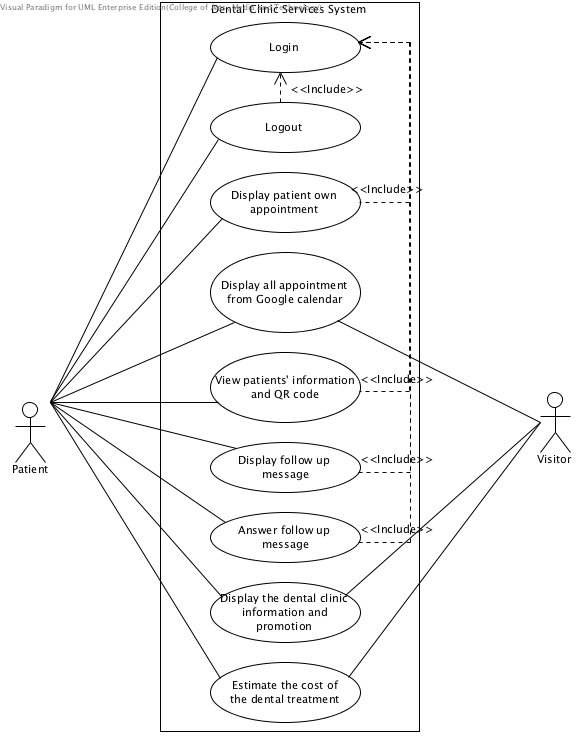 Visual Paradigm for UML Enterprise Edition(College of
Dental Clinic Services System
Login
<<Include>>
Logout
<<Include>>
Display patient own
appointment
Display all appointment
from Google calendar
<<Include>>
View patients' information
and QR code
Patient
Visitor
<<Include>>
Display follow up
message
<<Include>>
Answer follow up
message
Display the dental clinic
information and
promotion
Estimate the cost of
the dental treatment